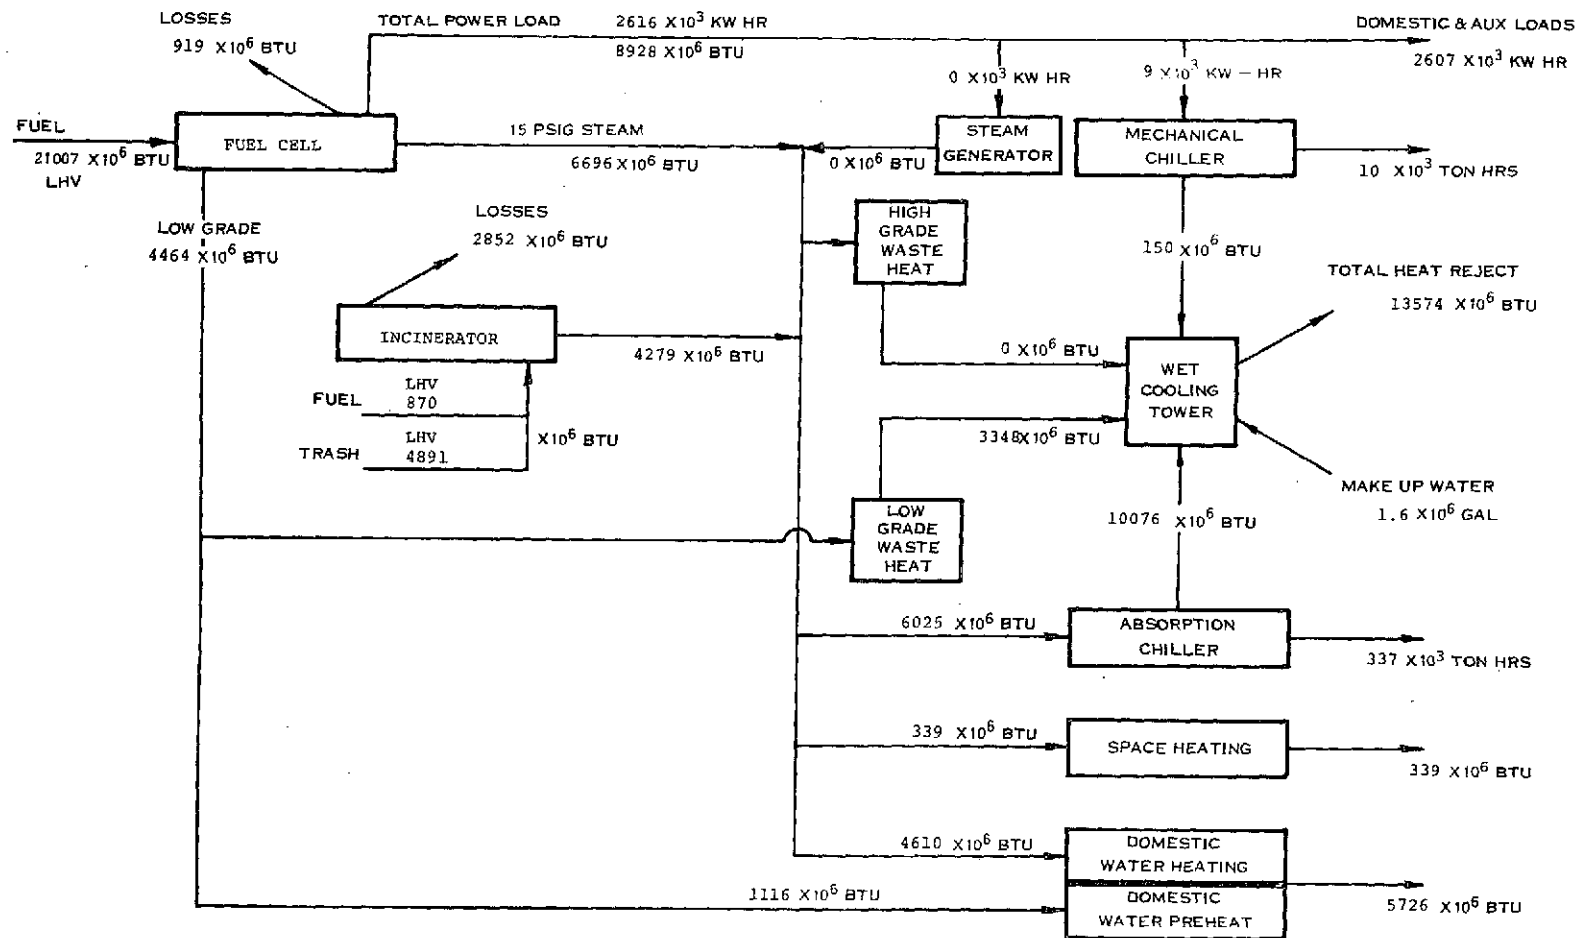 LOSSES
919 X10⁶ BTU
TOTAL POWER LOAD
2616 X10³ KW HR
8928 X10⁶ BTU
DOMESTIC & AUX LOADS
2607 X10³ KW HR
0 X10³ KW HR
9 X10³ KW - HR
FUEL
21007 X10⁶ BTU
LHV
FUEL CELL
15 PSIG STEAM
6696 X10⁶ BTU
STEAM
GENERATOR
0 X10⁶ BTU
MECHANICAL
CHILLER
10 X10³ TON HRS
LOW GRADE
4464 X10⁶ BTU
LOSSES
2852 X10⁶ BTU
HIGH
GRADE
WASTE
HEAT
150 X10⁶ BTU
TOTAL HEAT REJECT
13574 X10⁶ BTU
INCINERATOR
4279 X10⁶ BTU
0 X10⁶ BTU
WET
COOLING
TOWER
LHV
FUEL 870
LHV
TRASH 4891
X10⁶ BTU
3348X10⁶ BTU
MAKE UP WATER
1.6 X10⁶ GAL
LOW
GRADE
WASTE
HEAT
10076 X10⁶ BTU
6025 X10⁶ BTU
ABSORPTION
CHILLER
337 X10³ TON HRS
339 X10⁶ BTU
SPACE HEATING
339 X10⁶ BTU
4610 X10⁶ BTU
DOMESTIC
WATER HEATING
1116 X10⁶ BTU
DOMESTIC
WATER PREHEAT
5726 X10⁶ BTU